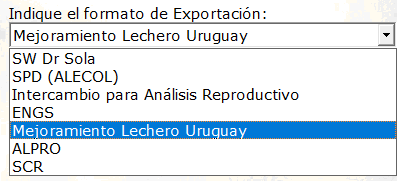 Indique el formato de Exportación:
Mejoramiento Lechero Uruguay
SW Dr Sola
SPD (ALECOL)
Intercambio para Análisis Reproductivo
ENGS
Mejoramiento Lechero Uruguay
ALPRO
SCR